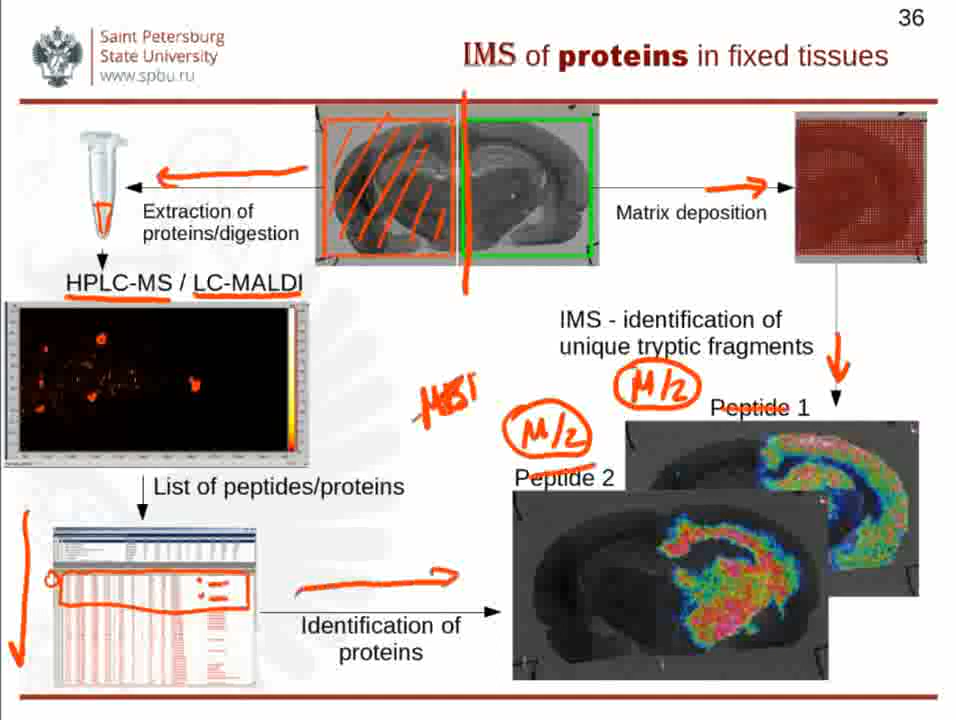 36
Saint Petersburg
State University
www.spbu.ru
IMS of proteins in fixed tissues
Extraction of
proteins/digestion
Matrix deposition
HPLC-MS / LC-MALDI
IMS - identification of
unique tryptic fragments
M/z
Peptide 1
M/z
Peptide 2
List of peptides/proteins
Identification of
proteins